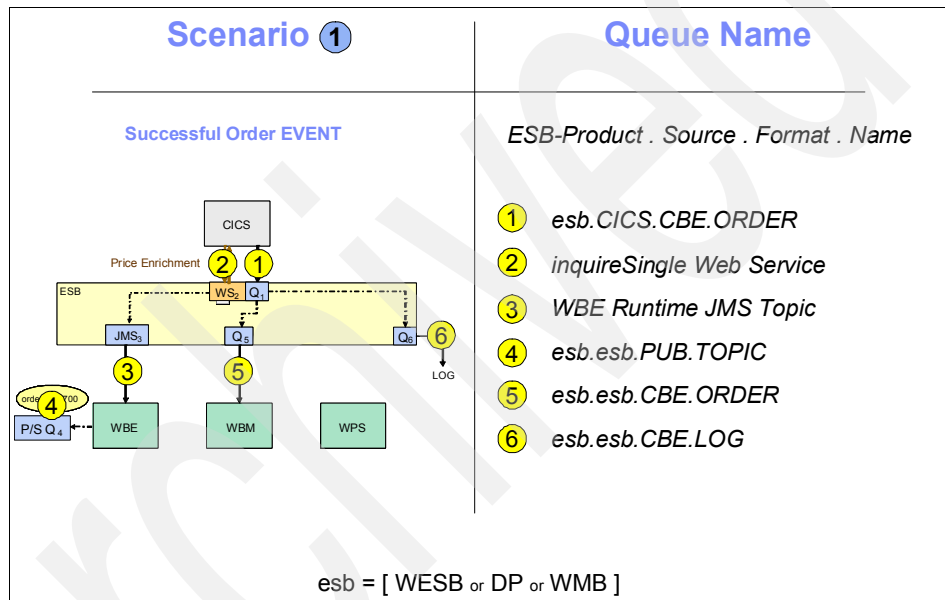 Scenario 1
Queue Name
Successful Order EVENT
ESB-Product . Source . Format . Name
CICS
Price Enrichment
2
1
ESB
WS2
Q1
JMS3
Q5
Q6
6
LOG
3
5
4
P/S Q4
WBE
WBM
WPS
1 esb.CICS.CBE.ORDER
2 inquireSingle Web Service
3 WBE Runtime JMS Topic
4 esb.esb.PUB.TOPIC
5 esb.esb.CBE.ORDER
6 esb.esb.CBE.LOG
esb = [ WESB or DP or WMB ]